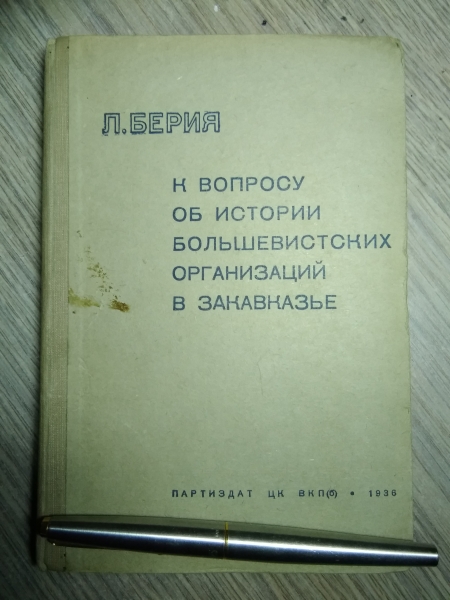 Л.БЕРИЯ
К ВОПРОСУ
ОБ ИСТОРИИ
БОЛЬШЕВИСТСКИХ
ОРГАНИЗАЦИЙ
В ЗАКАВКАЗЬЕ
ПАРТИЗДАТ ЦК ВКП(б) • 1936